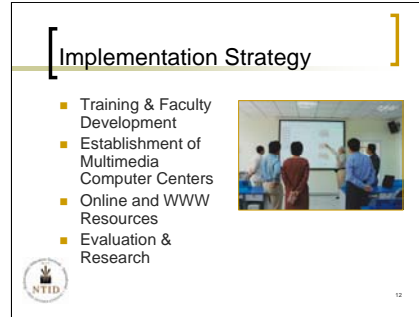 Implementation Strategy
Training & Faculty
Development
Establishment of
Multimedia
Computer Centers
Online and WWW
Resources
Evaluation &
Research
NTID
12